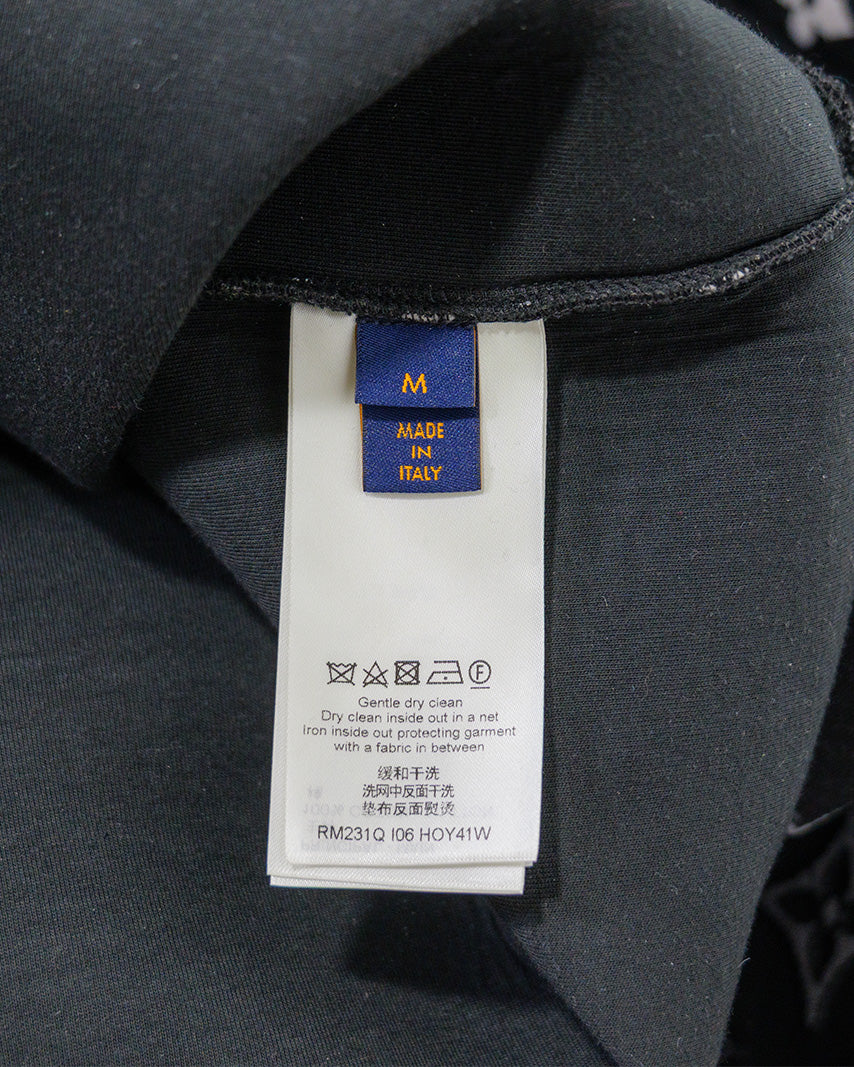 M
MADE
IN
ITALY
F
Gentle dry clean
Dry clean inside out in a net
Iron inside out protecting garment
with a fabric in between
缓和干洗
洗网中反面干洗
垫布反面熨烫
RM231Q I06 HOY41W